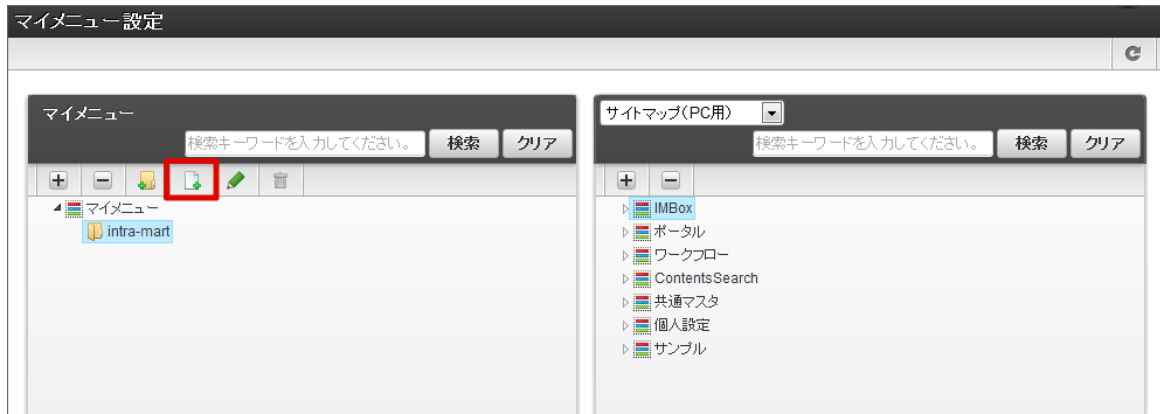 マイメニュー設定
マイメニュー
検索キーワードを入力してください。 検索 クリア
マイメニュー
intra-mart
サイトマップ(PC用)
検索キーワードを入力してください。 検索 クリア
IMBox
ポータル
ワークフロー
ContentsSearch
共通マスタ
個人設定
サンプル